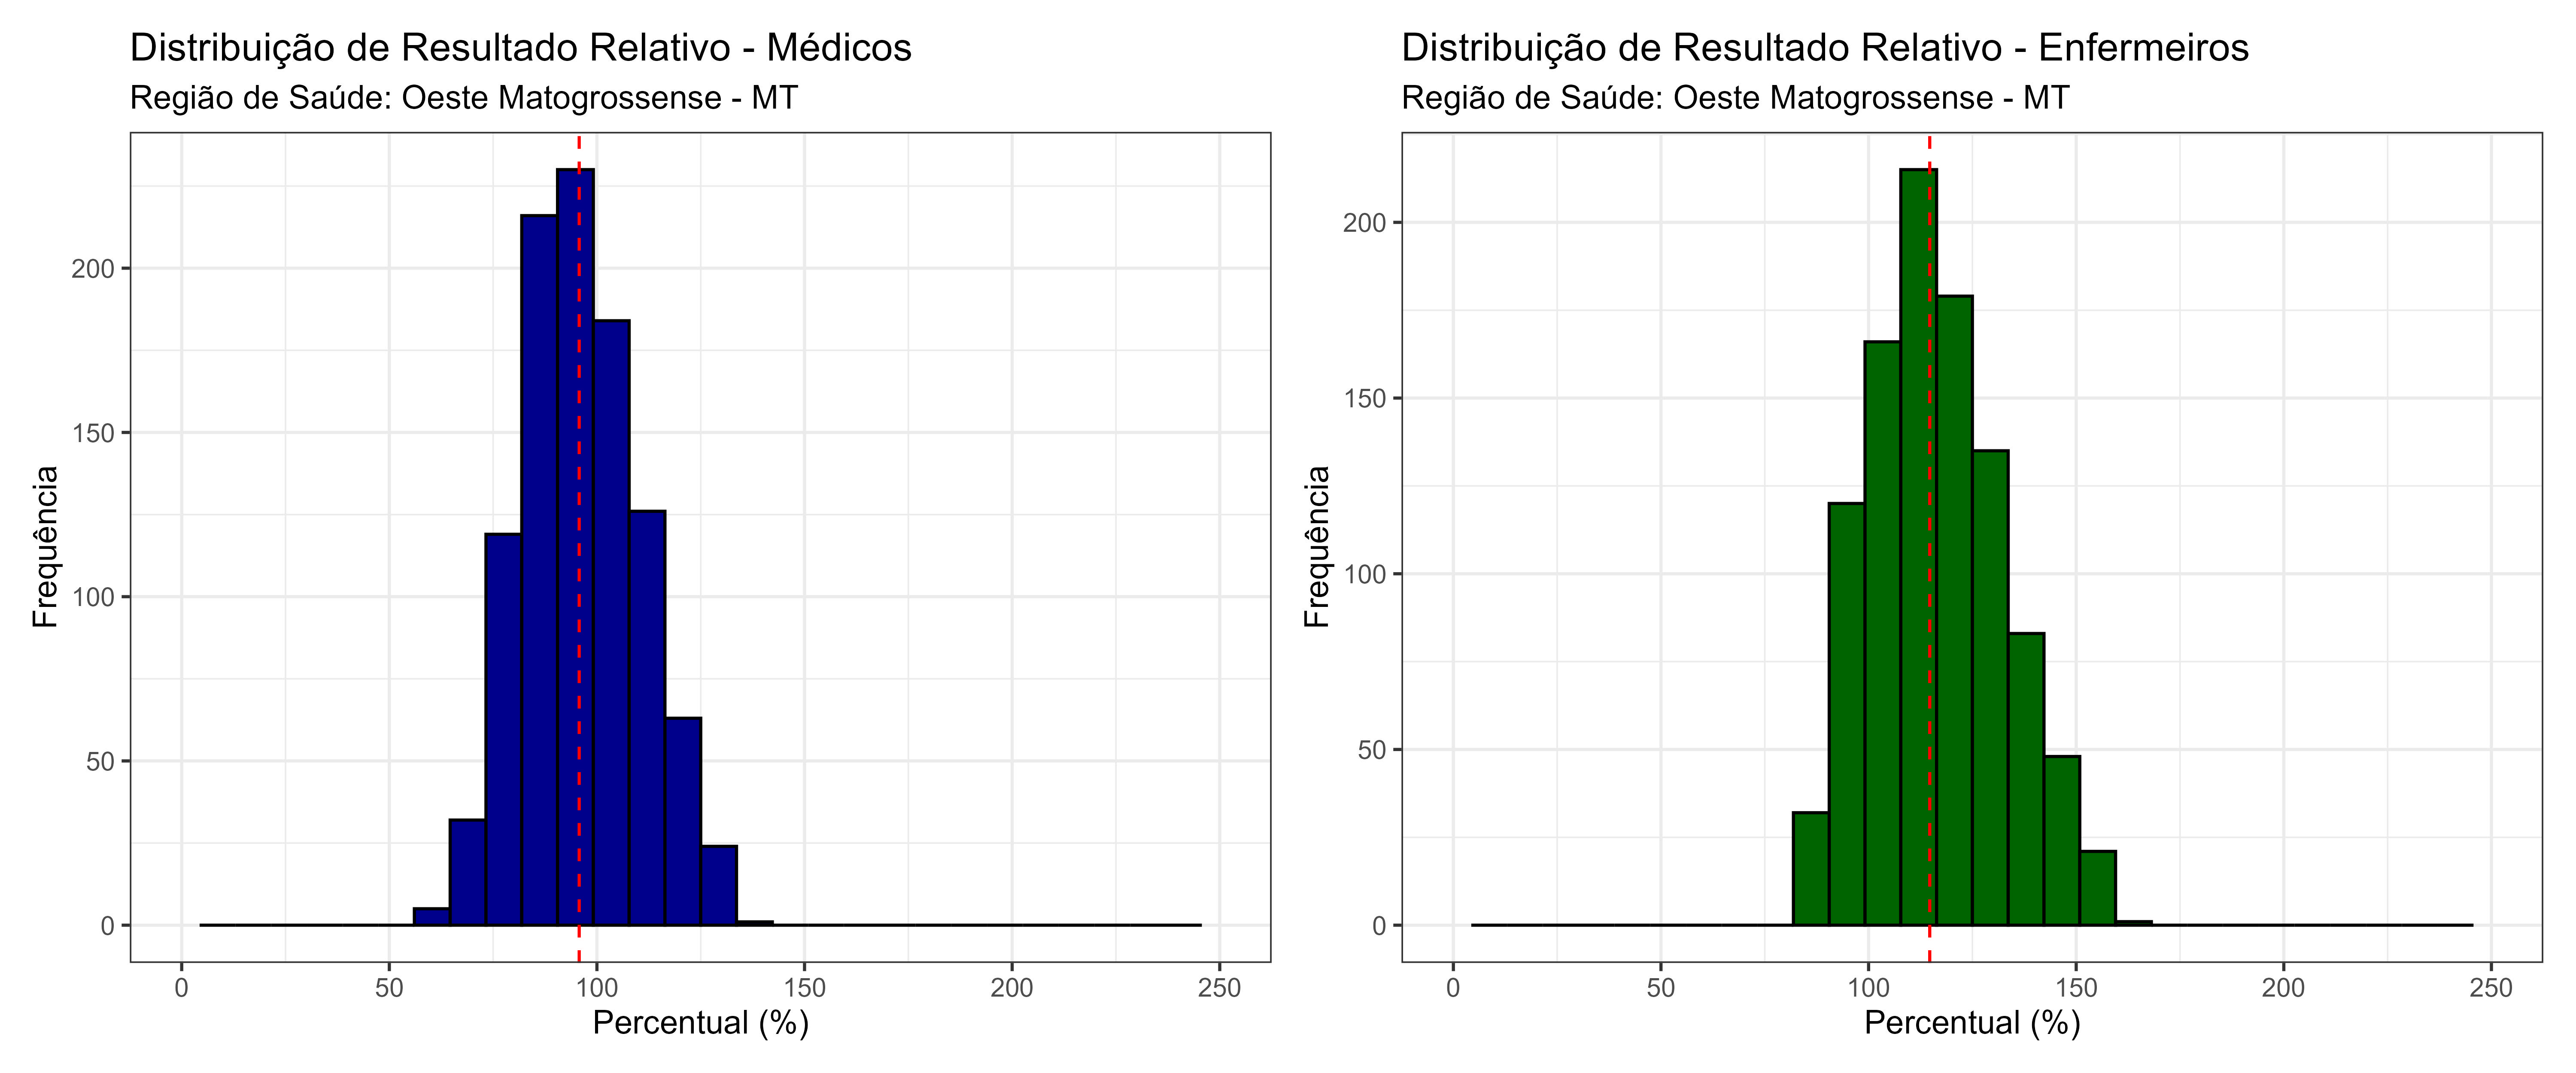 Distribuição de Resultado Relativo - Médicos
Região de Saúde: Oeste Matogrossense - MT
Frequência
200
150
100
50
0
0 50 100 150 200 250
Percentual (%)
Distribuição de Resultado Relativo - Enfermeiros
Região de Saúde: Oeste Matogrossense - MT
Frequência
200
150
100
50
0
0 50 100 150 200 250
Percentual (%)